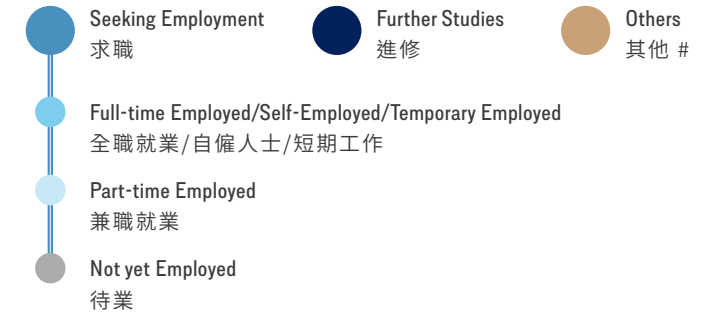 Seeking Employment
求職
Further Studies
進修
Others
其他 #
Full-time Employed/Self-Employed/Temporary Employed
全職就業/自僱人士/短期工作
Part-time Employed
兼職就業
Not yet Employed
待業